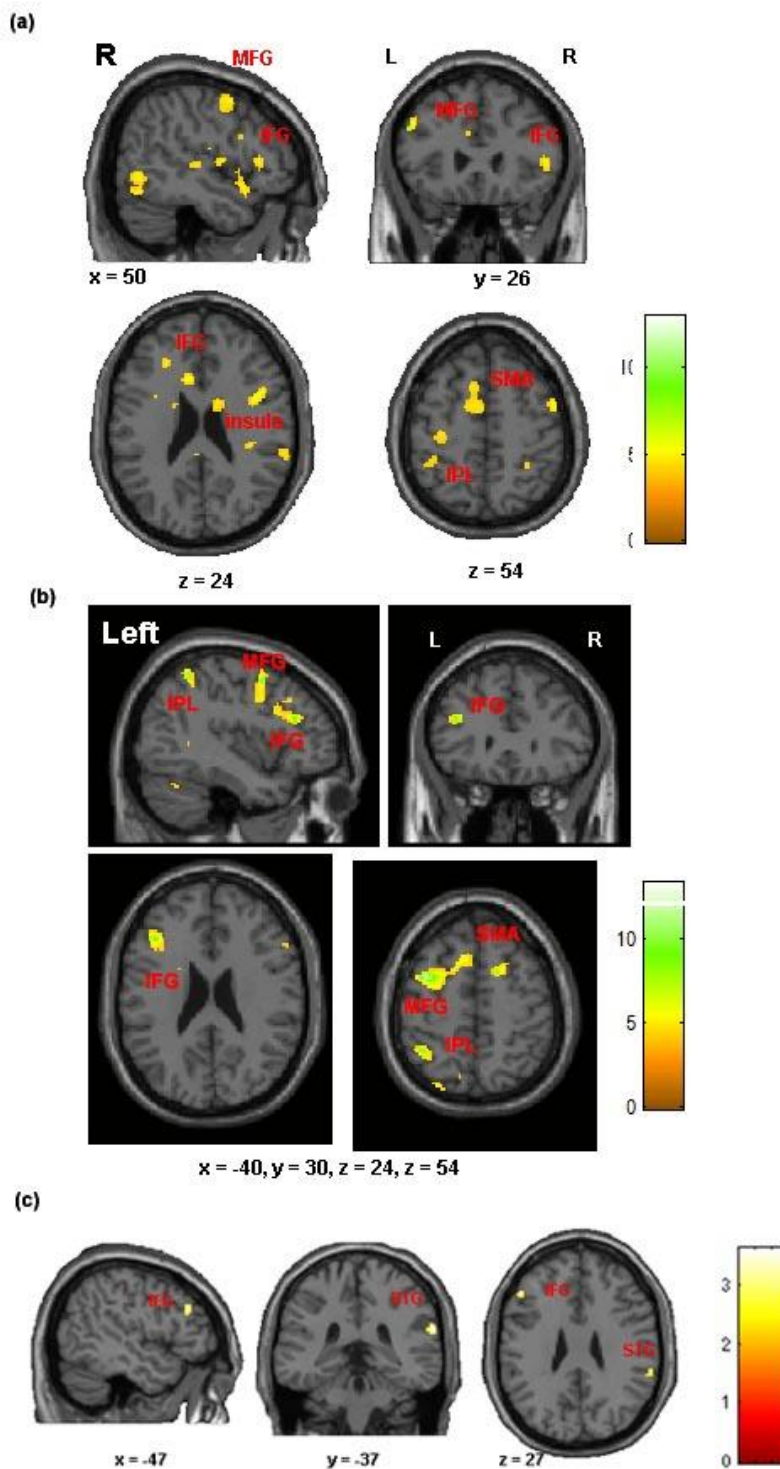 (a)
R
MFG
IFG
L R
MFG
IFG
x = 50
y = 26
IFG
insula
SMA
IPL
5
0
z = 24
z = 54
(b)
Left
MFG
IPL
IFG
L R
IFG
IFG
SMA
MFG
IPL
10
5
0
x = -40, y = 30, z = 24, z = 54
(c)
STG
IFG
STG
3
2
1
0
x = -47
y = -37
z = 27